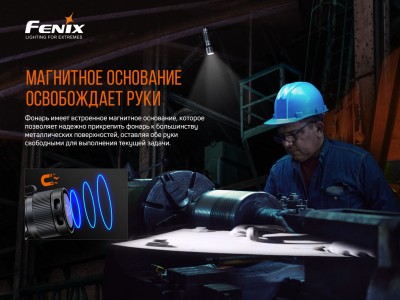 FENIX
LIGHTING FOR EXTREMES
МАГНИТНОЕ ОСНОВАНИЕ
ОСВОБОЖДАЕТ РУКИ
Фонарь имеет встроенное магнитное основание, которое
позволяет надежно прикрепить фонарь к большинству
металлических поверхностей, оставляя обе руки
свободными для выполнения текущей задачи.